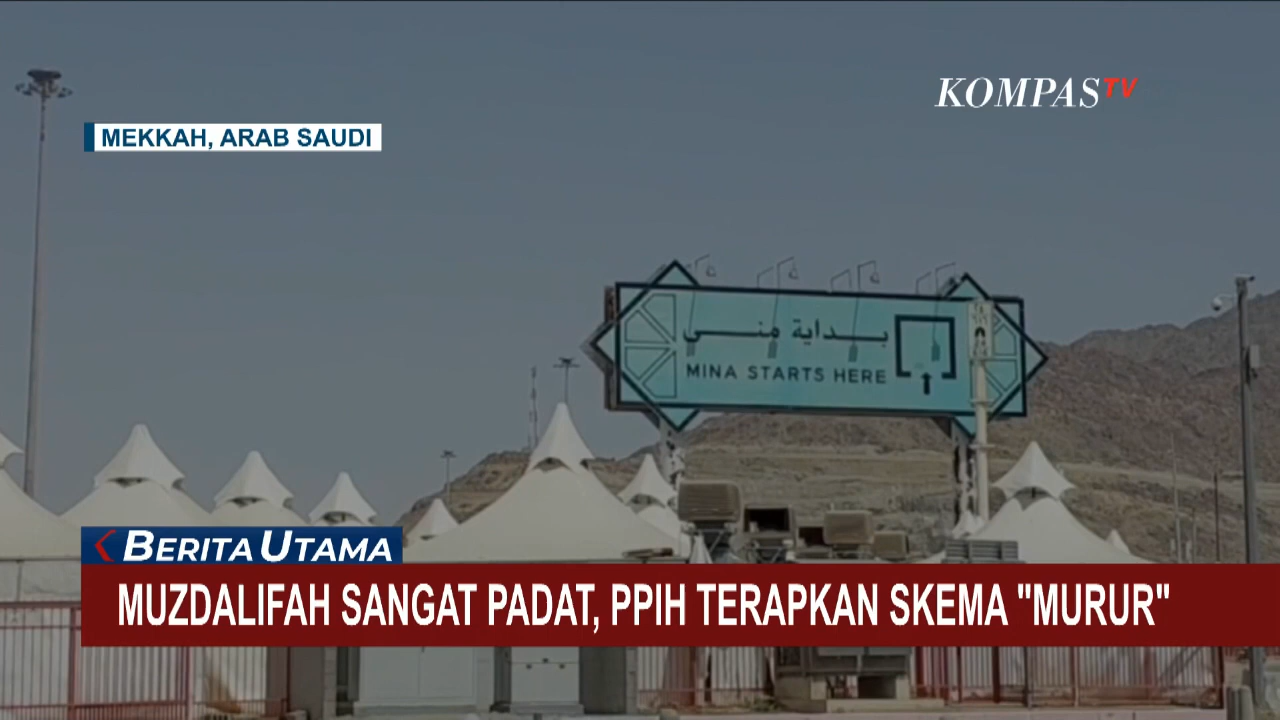 KOMPASTV
MEKKAH, ARAB SAUDI
بداية منى
MINA STARTS HERE
BERITA UTAMA
MUZDALIFAH SANGAT PADAT, PPIH TERAPKAN SKEMA "MURUR"